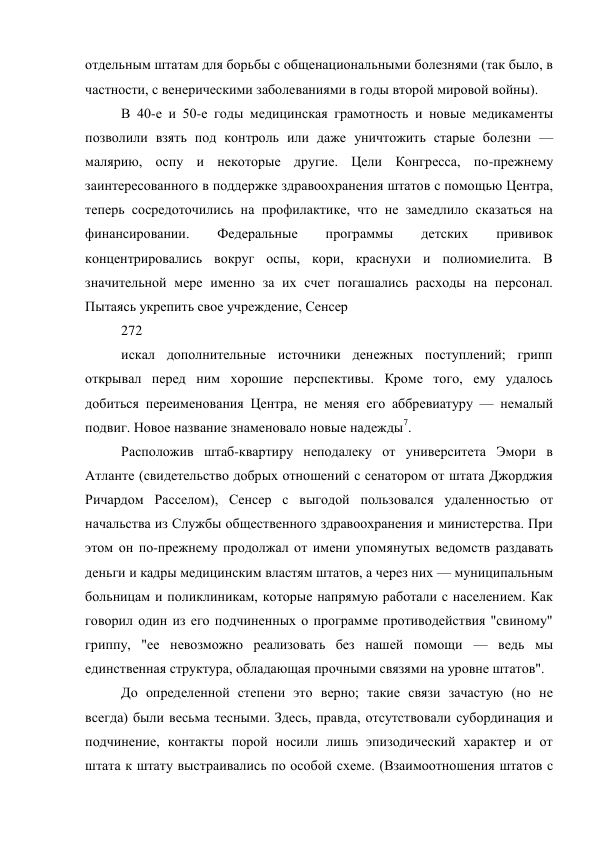 отдельным штатам для борьбы с общенациональными болезнями (так было, в
частности, с венерическими заболеваниями в годы второй мировой войны).
В 40-е и 50-е годы медицинская грамотность и новые медикаменты
позволили взять под контроль или даже уничтожить старые болезни —
малярию, оспу и некоторые другие. Цели Конгресса, по-прежнему
заинтересованного в поддержке здравоохранения штатов с помощью Центра,
теперь сосредоточились на профилактике, что не замедлило сказаться на
финансировании. Федеральные программы детских прививок
концентрировались вокруг оспы, кори, краснухи и полиомиелита. В
значительной мере именно за их счет погашались расходы на персонал.
Пытаясь укрепить свое учреждение, Сенсер
272
искал дополнительные источники денежных поступлений; грипп
открывал перед ним хорошие перспективы. Кроме того, ему удалось
добиться переименования Центра, не меняя его аббревиатуру — немалый
подвиг. Новое название знаменовало новые надежды7.
Расположив штаб-квартиру неподалеку от университета Эмори в
Атланте (свидетельство добрых отношений с сенатором от штата Джорджия
Ричардом Расселом), Сенсер с выгодой пользовался удаленностью от
начальства из Службы общественного здравоохранения и министерства. При
этом он по-прежнему продолжал от имени упомянутых ведомств раздавать
деньги и кадры медицинским властям штатов, а через них — муниципальным
больницам и поликлиникам, которые напрямую работали с населением. Как
говорил один из его подчиненных о программе противодействия "свиному"
гриппу, "ее невозможно реализовать без нашей помощи — ведь мы
единственная структура, обладающая прочными связями на уровне штатов".
До определенной степени это верно; такие связи зачастую (но не
всегда) были весьма тесными. Здесь, правда, отсутствовали субординация и
подчинение, контакты порой носили лишь эпизодический характер и от
штата к штату выстраивались по особой схеме. (Взаимоотношения штатов с